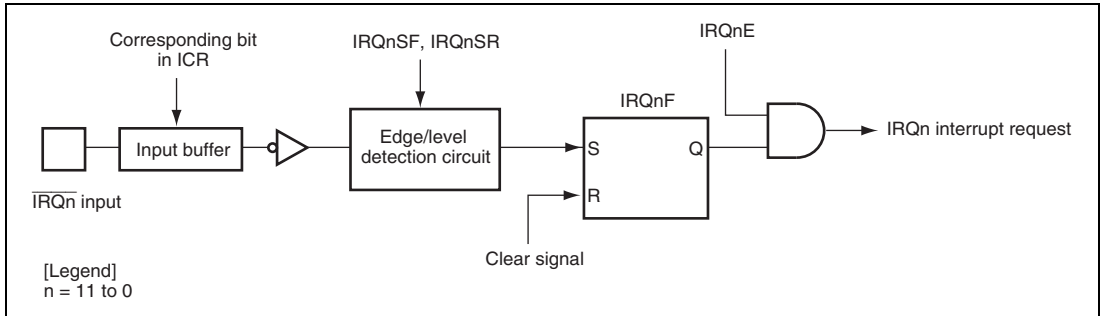 Corresponding bit
in ICR
IRQnSF, IRQnSR
IRQnE
IRQnF
Input buffer
Edge/level
detection circuit
S
Q
R
IRQn interrupt request
I̅R̅Q̅n̅ input
Clear signal
[Legend]
n = 11 to 0